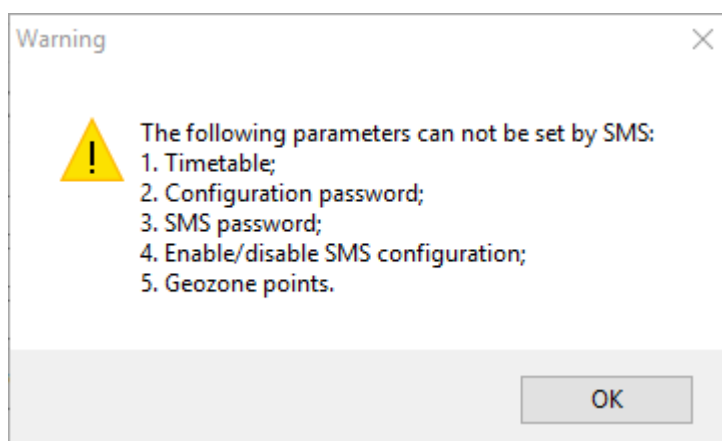 Warning
The following parameters can not be set by SMS:
1. Timetable;
2. Configuration password;
3. SMS password;
4. Enable/disable SMS configuration;
5. Geozone points.
OK